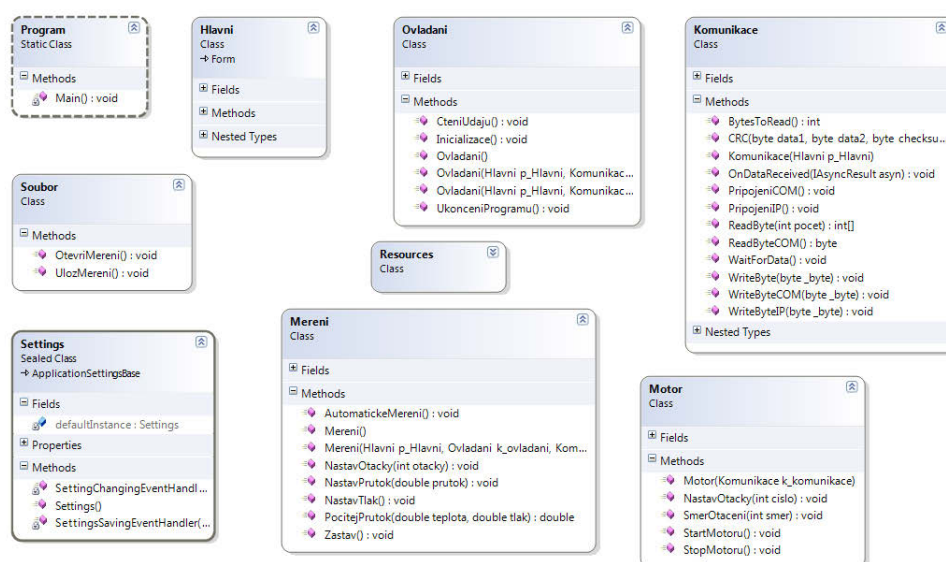 Program
Static Class
Methods
Main() : void
Hlavni
Class
Form
Fields
Methods
Nested Types
Ovladani
Class
Fields
Methods
CteniUdaju() : void
Inicializace() : void
Ovladani()
Ovladani(Hlavni p_Hlavni, Komunikac...
Ovladani(Hlavni p_Hlavni, Komunikac...
UkonceniProgramu() : void
Komunikace
Class
Fields
Methods
BytesToRead() : int
CRC(byte data1, byte data2, byte checksu...
Komunikace(Hlavni p_Hlavni)
OnDataReceived(IAsyncResult asyn) : void
PripojeniCOM() : void
PripojeniIP() : void
ReadByte(int pocet) : int[]
ReadByteCOM() : byte
WaitForData() : void
WriteByte(byte _byte) : void
WriteByteCOM(byte _byte) : void
WriteByteIP(byte _byte) : void
Nested Types
Soubor
Class
Methods
OtevriMereni() : void
UlozMereni() : void
Resources
Class
Settings
Sealed Class
ApplicationSettingsBase
Fields
defaultInstance : Settings
Properties
Methods
SettingChangingEventHandl...
Settings()
SettingsSavingEventHandler(...
Mereni
Class
Fields
Methods
AutomatickeMereni() : void
Mereni()
Mereni(Hlavni p_Hlavni, Ovladani k_ovladani, Kom...
NastavOtacky(int otacky) : void
NastavPrutok(double prutok) : void
NastavTlak() : void
PocitejPrutok(double teplota, double tlak) : double
Zastav() : void
Motor
Class
Fields
Methods
Motor(Komunikace k_komunikace)
NastavOtacky(int cislo) : void
SmerOtaceni(int smer) : void
StartMotoru() : void
StopMotoru() : void